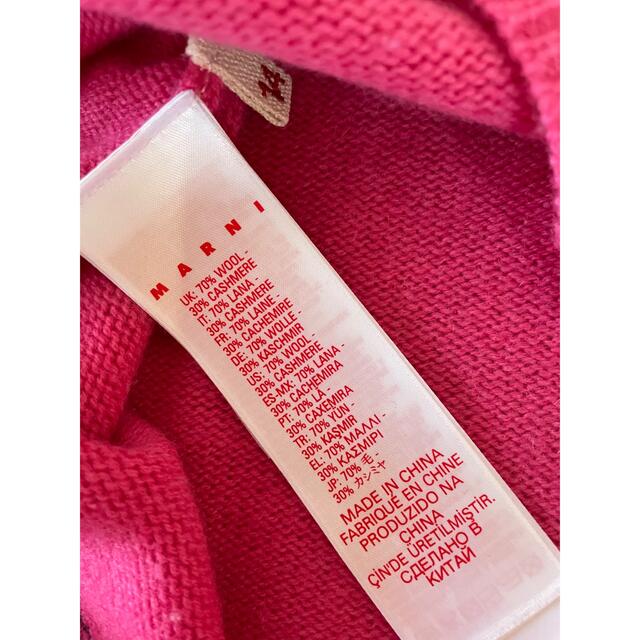 14
MARNI
UK: 70% WOOL -
30% CASHMERE
IT: 70% LANA -
30% CASHMERE
FR: 70% LAINE -
30% CACHEMIRE
DE: 70% WOLLE -
30% KASCHMIR
US: 70% WOOL -
30% CASHMERE
ES-MX: 70% LANA -
30% CACHEMIRA
PT: 70% LÃ -
30% CAXEMIRA
TR: 70% YÜN -
30% KAŞMİR
EL: 70% ΜΑΛΛΙ -
30% ΚΑΣΜΙΡΙ
JP: 70% 毛 -
30% カシミヤ
MADE IN CHINA
FABRIQUÉ EN CHINE
PRODUZIDO NA
CHINA
ÇİN'DE ÜRETİLMİŞTİR.
СДЕЛАНО В
КИТАЙ